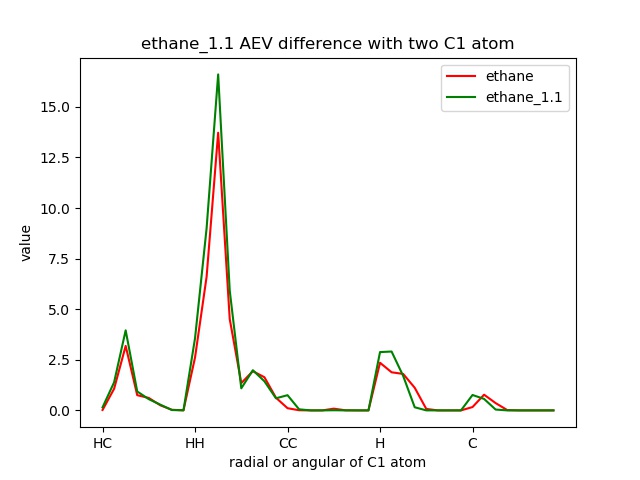 ethane_1.1 AEV difference with two C1 atom
ethane
ethane_1.1
value
15.0
12.5
10.0
7.5
5.0
2.5
0.0
HC HH CC H C
radial or angular of C1 atom